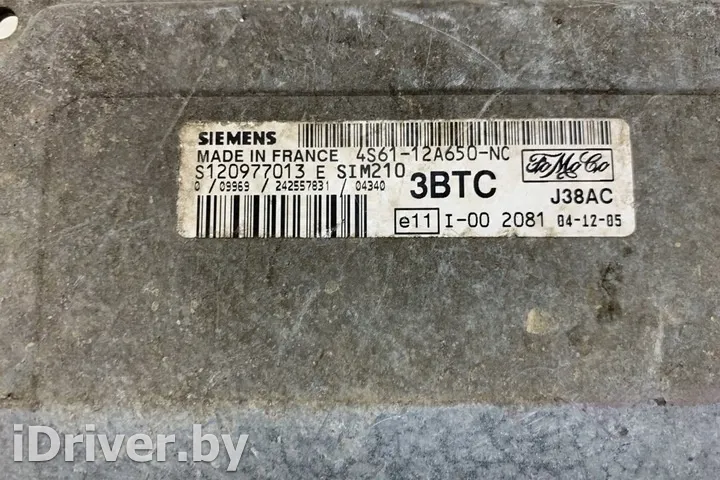 SIEMENS
MADE IN FRANCE 4S61-12A650-NC
S120977013 E SIM210
0 / 09969 / 242557831 / 04340
3BTC
FoMoCo
J38AC
e11 I-00 2081 04-12-05
iDriver.by